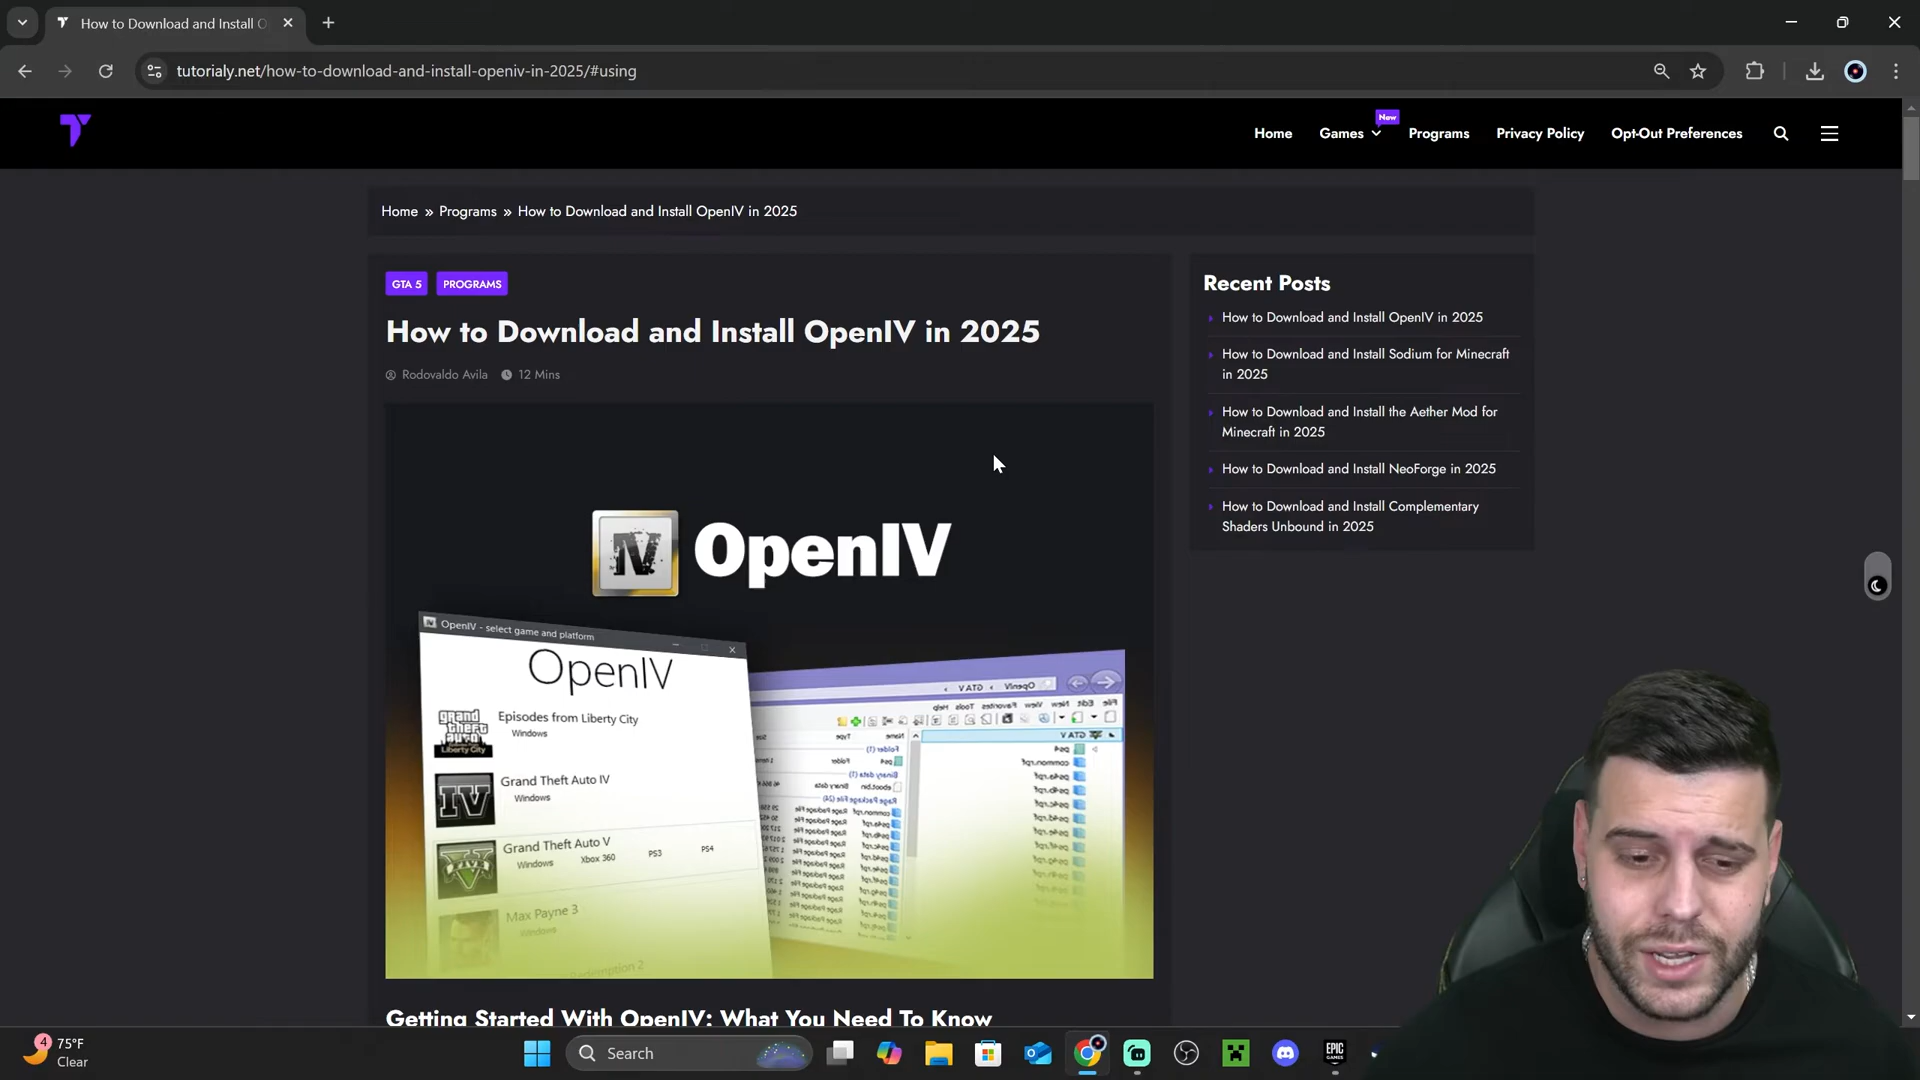 How to Download and Install O
tutorialy.net/how-to-download-and-install-openiv-in-2025/#using
Home
Games
New
Programs
Privacy Policy
Opt-Out Preferences
Home » Programs » How to Download and Install OpenIV in 2025
GTA 5
PROGRAMS
How to Download and Install OpenIV in 2025
Rodovaldo Avila
12 Mins
OpenIV
OpenIV - select game and platform
OpenIV
Episodes from Liberty City
Windows
Grand Theft Auto IV
Windows
Grand Theft Auto V
Windows Xbox 360 PS3 PS4
Max Payne 3
Windows
Getting Started With OpenIV: What You Need To Know
Recent Posts
How to Download and Install OpenIV in 2025
How to Download and Install Sodium for Minecraft
in 2025
How to Download and Install the Aether Mod for
Minecraft in 2025
How to Download and Install NeoForge in 2025
How to Download and Install Complementary
Shaders Unbound in 2025
4
75°F
Clear
Search
EPIC
GAMES